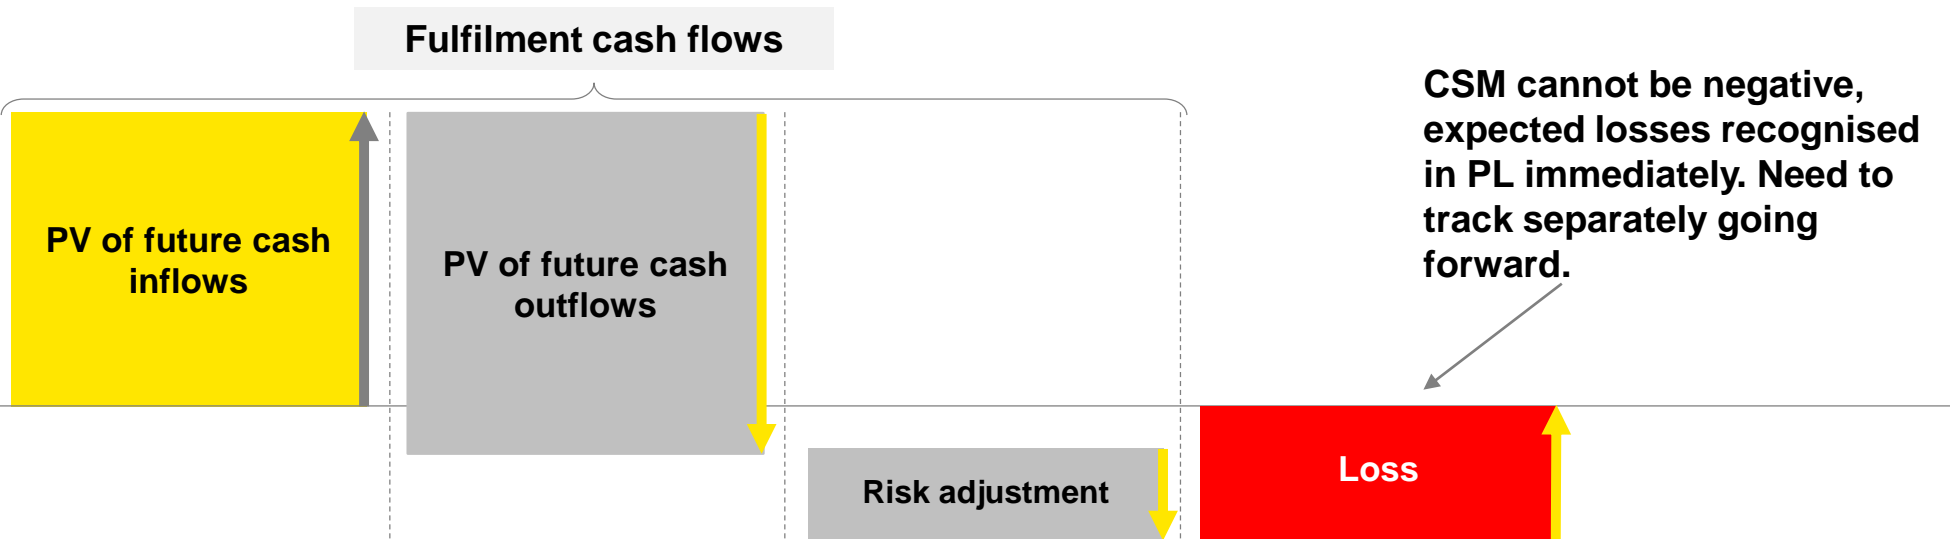 Fulfilment cash flows
CSM cannot be negative,
expected losses recognised
in PL immediately. Need to
track separately going
forward.
PV of future cash
inflows
PV of future cash
outflows
Risk adjustment
Loss